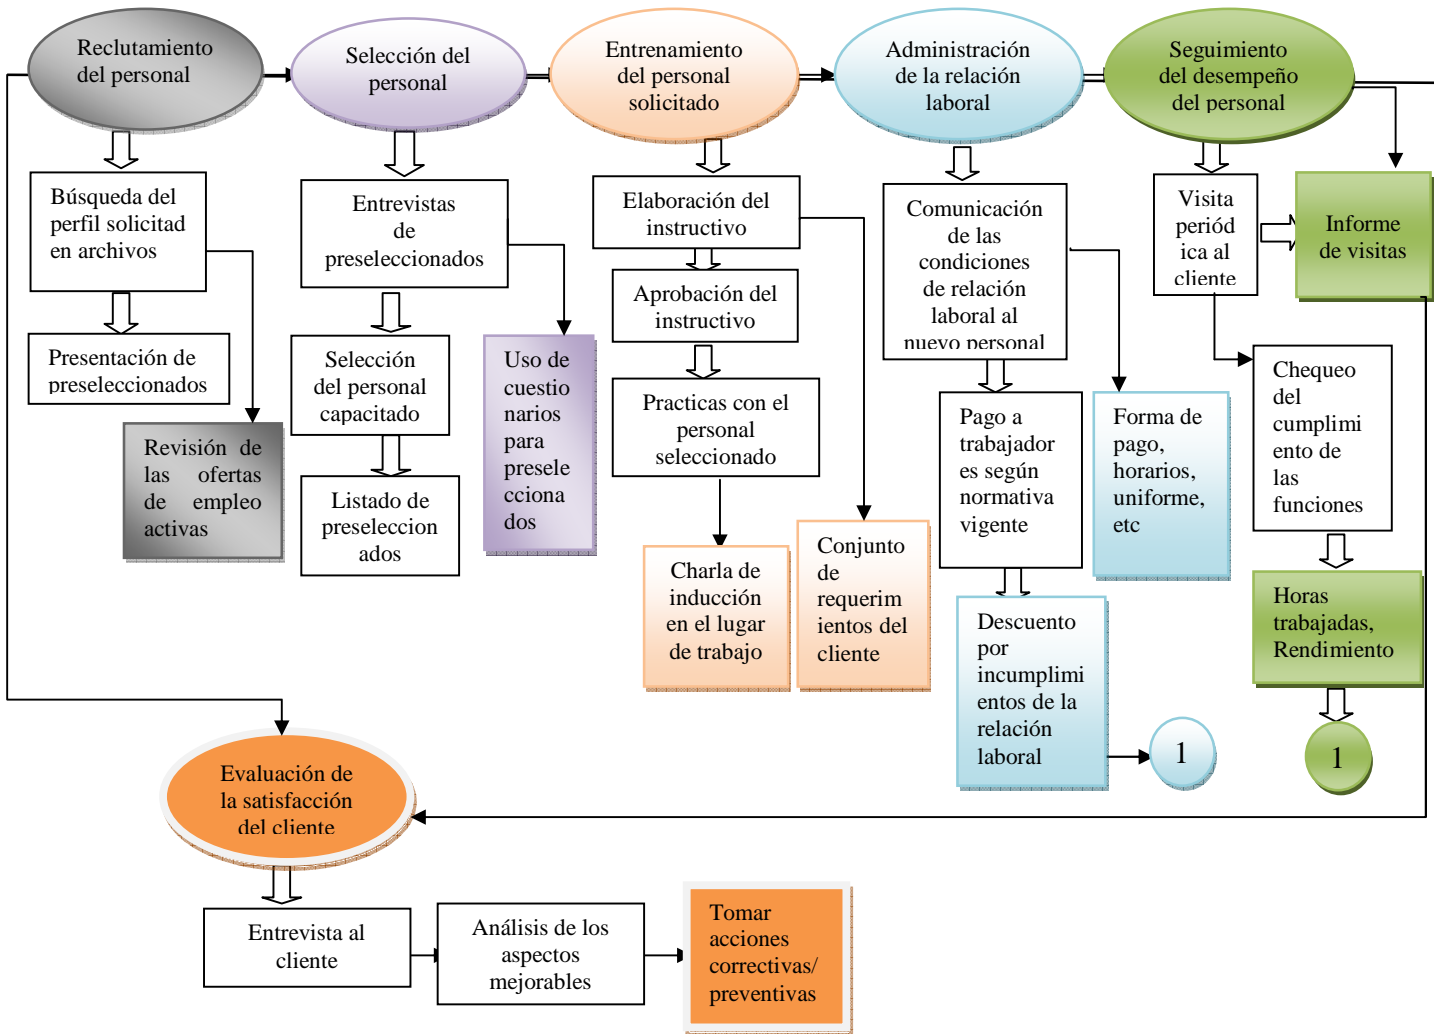 Reclutamiento
del personal
Selección del
personal
Entrenamiento
del personal
solicitado
Administración
de la relación
laboral
Seguimiento
del desempeño
del personal
Búsqueda del
perfil solicitad
en archivos
Presentación de
preseleccionados
Revisión de
las ofertas
de empleo
activas
Entrevistas
de
preseleccionados
Selección
del personal
capacitado
Listado de
preseleccion
ados
Uso de
cuestio
narios
para
presele
cciona
dos
Elaboración del
instructivo
Aprobación del
instructivo
Practicas con el
personal
seleccionado
Charla de
inducción
en el lugar
de trabajo
Conjunto
de
requerim
ientos del
cliente
Comunicación
de las
condiciones
de relación
laboral al
nuevo personal
Pago a
trabajador
es según
normativa
vigente
Descuento
por
incumplimi
entos de la
relación
laboral
1
Forma de
pago,
horarios,
uniforme,
etc
Visita
periód
ica al
cliente
Informe
de visitas
Chequeo
del
cumplimi
ento de
las
funciones
Horas
trabajadas,
Rendimiento
1
Evaluación de
la satisfacción
del cliente
Entrevista al
cliente
Análisis de los
aspectos
mejorables
Tomar
acciones
correctivas/
preventivas